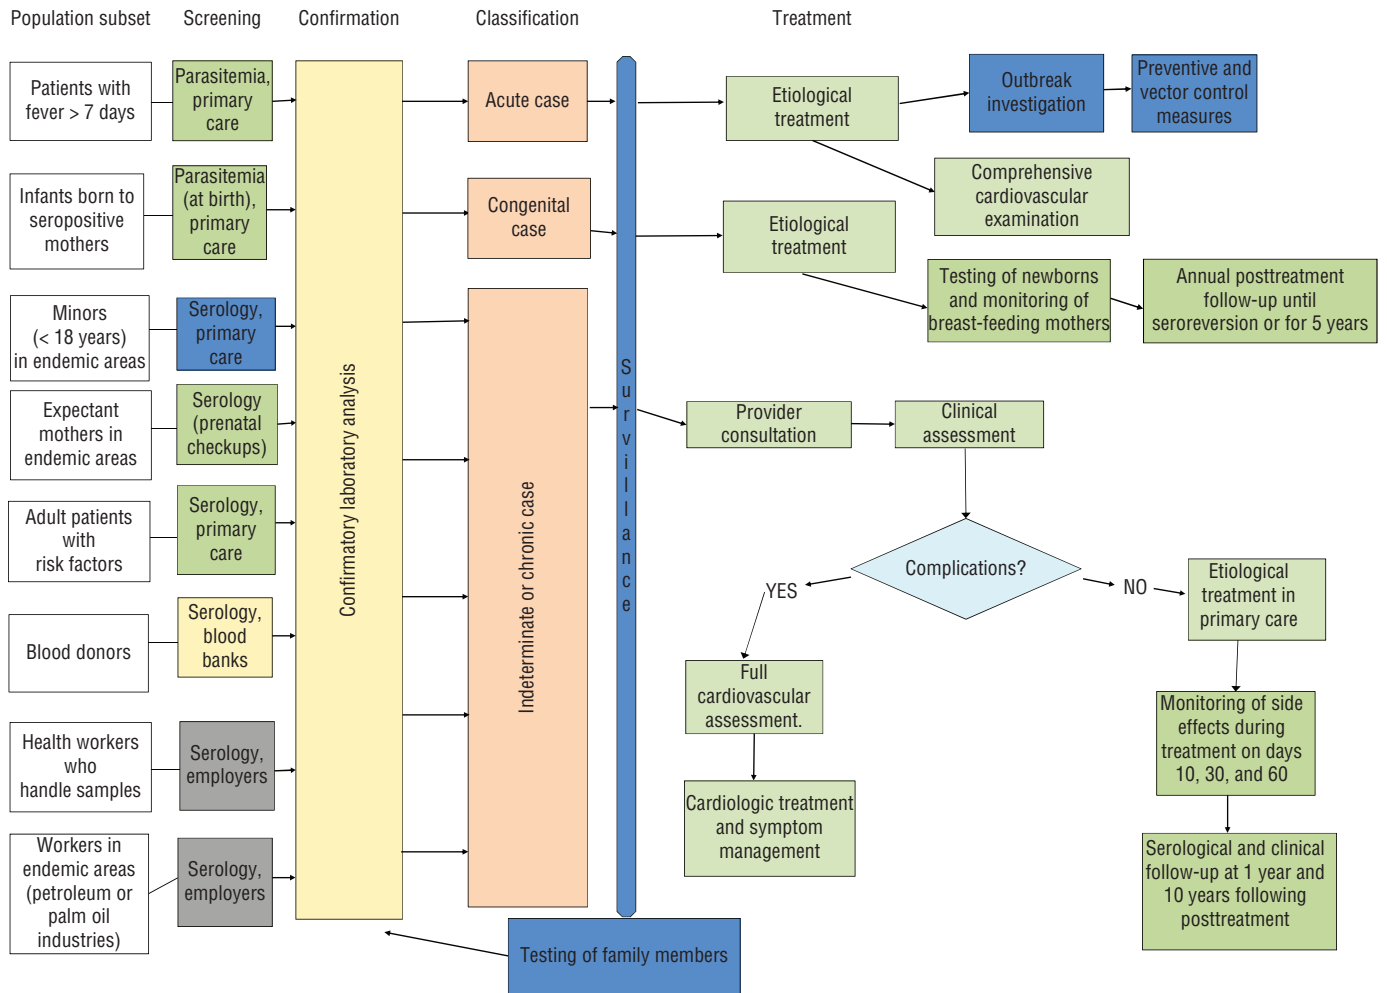 Population subset
Screening
Confirmation
Classification
Treatment
Patients with
fever > 7 days
Parasitemia,
primary
care
Acute case
Etiological
treatment
Outbreak
investigation
Preventive and
vector control
measures
Infants born to
seropositive
mothers
Parasitemia
(at birth),
primary
care
Congenital
case
Etiological
treatment
Comprehensive
cardiovascular
examination
Testing of newborns
and monitoring of
breast-feeding mothers
Annual posttreatment
follow-up until
seroreversion or for 5 years
Minors
(< 18 years)
in endemic areas
Serology,
primary
care
Expectant
mothers in
endemic areas
Serology
(prenatal
checkups)
Adult patients
with
risk factors
Serology,
primary
care
Blood donors
Serology,
blood
banks
Health workers
who
handle samples
Serology,
employers
Workers in
endemic areas
(petroleum or
palm oil
industries)
Serology,
employers
Confirmatory laboratory analysis
Indeterminate or chronic case
Survillance
Provider
consultation
Clinical
assessment
Complications?
YES
NO
Full
cardiovascular
assessment.
Cardiologic treatment
and symptom
management
Etiological
treatment in
primary care
Monitoring of side
effects during
treatment on days
10, 30, and 60
Serological and clinical
follow-up at 1 year and
10 years following
posttreatment
Testing of family members